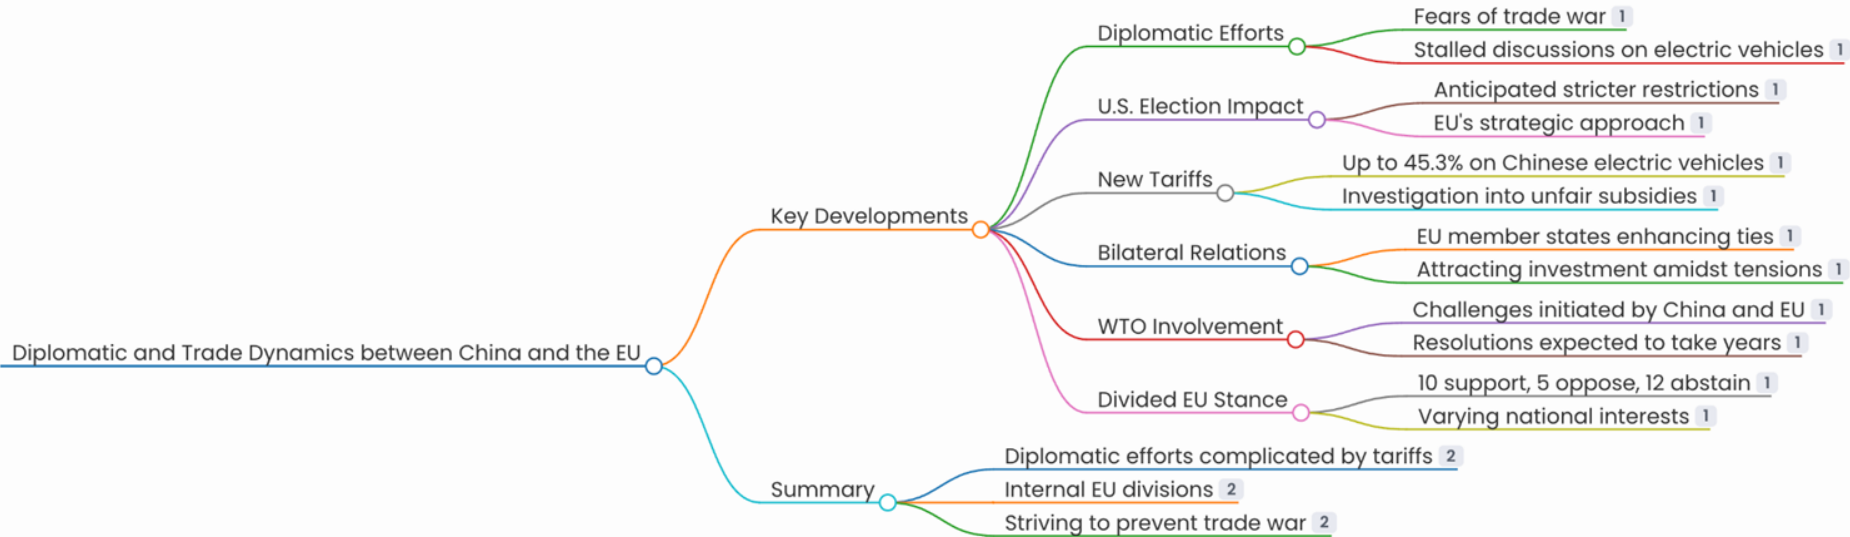 Diplomatic and Trade Dynamics between China and the EU
Key Developments
Diplomatic Efforts
Fears of trade war 1
Stalled discussions on electric vehicles 1
U.S. Election Impact
Anticipated stricter restrictions 1
EU's strategic approach 1
New Tariffs
Up to 45.3% on Chinese electric vehicles 1
Investigation into unfair subsidies 1
Bilateral Relations
EU member states enhancing ties 1
Attracting investment amidst tensions 1
WTO Involvement
Challenges initiated by China and EU 1
Resolutions expected to take years 1
Divided EU Stance
10 support, 5 oppose, 12 abstain 1
Varying national interests 1
Summary
Diplomatic efforts complicated by tariffs 2
Internal EU divisions 2
Striving to prevent trade war 2